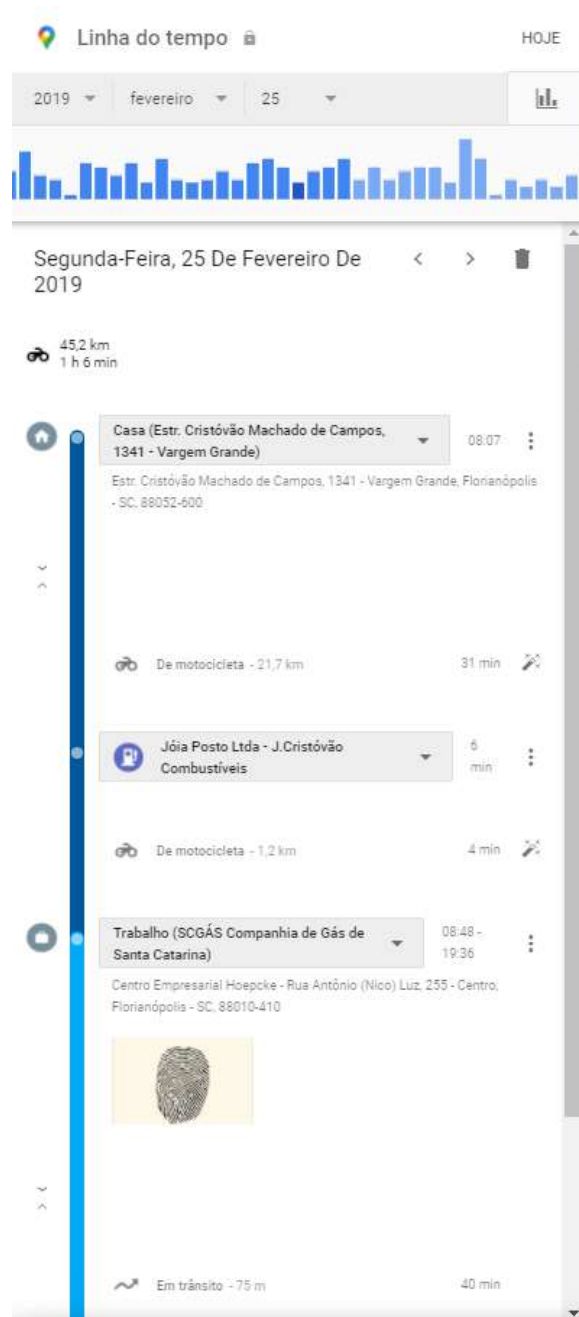 Linha do tempo
HOJE
2019
fevereiro
25
Segunda-Feira, 25 De Fevereiro De
2019
45,2 km
1 h 6 min
Casa (Estr. Cristóvão Machado de Campos,
1341 - Vargem Grande)
08:07
Estr. Cristóvão Machado de Campos, 1341 - Vargem Grande, Florianópolis
- SC, 88052-600
De motocicleta - 21,7 km
31 min
Jóia Posto Ltda - J.Cristóvão
Combustíveis
6
min
De motocicleta - 1,2 km
4 min
Trabalho (SCGÁS Companhia de Gás de
Santa Catarina)
08:48 -
19:36
Centro Empresarial Hoepcke - Rua Antônio (Nico) Luz, 255 - Centro,
Florianópolis - SC, 88010-410
Em trânsito - 75 m
40 min